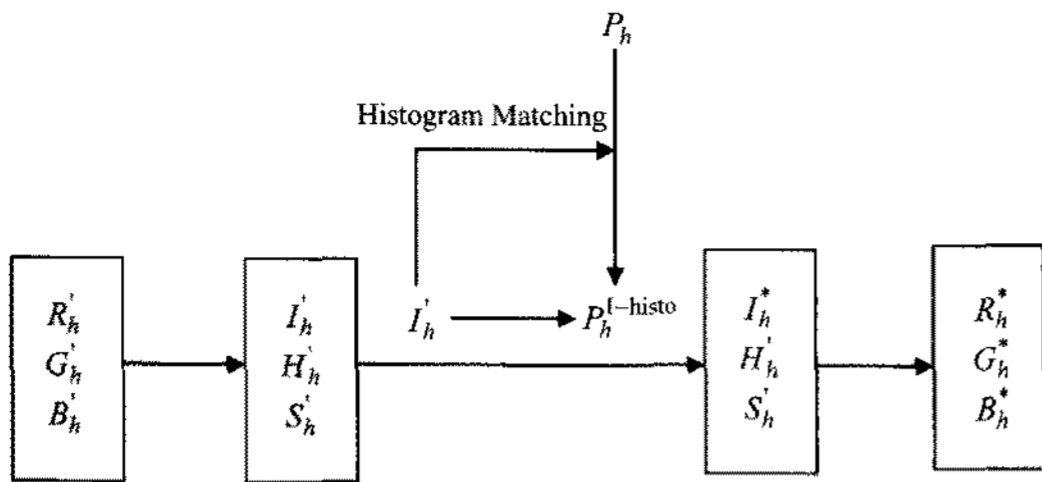 P_h
Histogram Matching
R'_h
G'_h
B'_h
I'_h
H'_h
S'_h
I'_h
P_h^{I-histo}
I^*_h
H'_h
S'_h
R^*_h
G^*_h
B^*_h